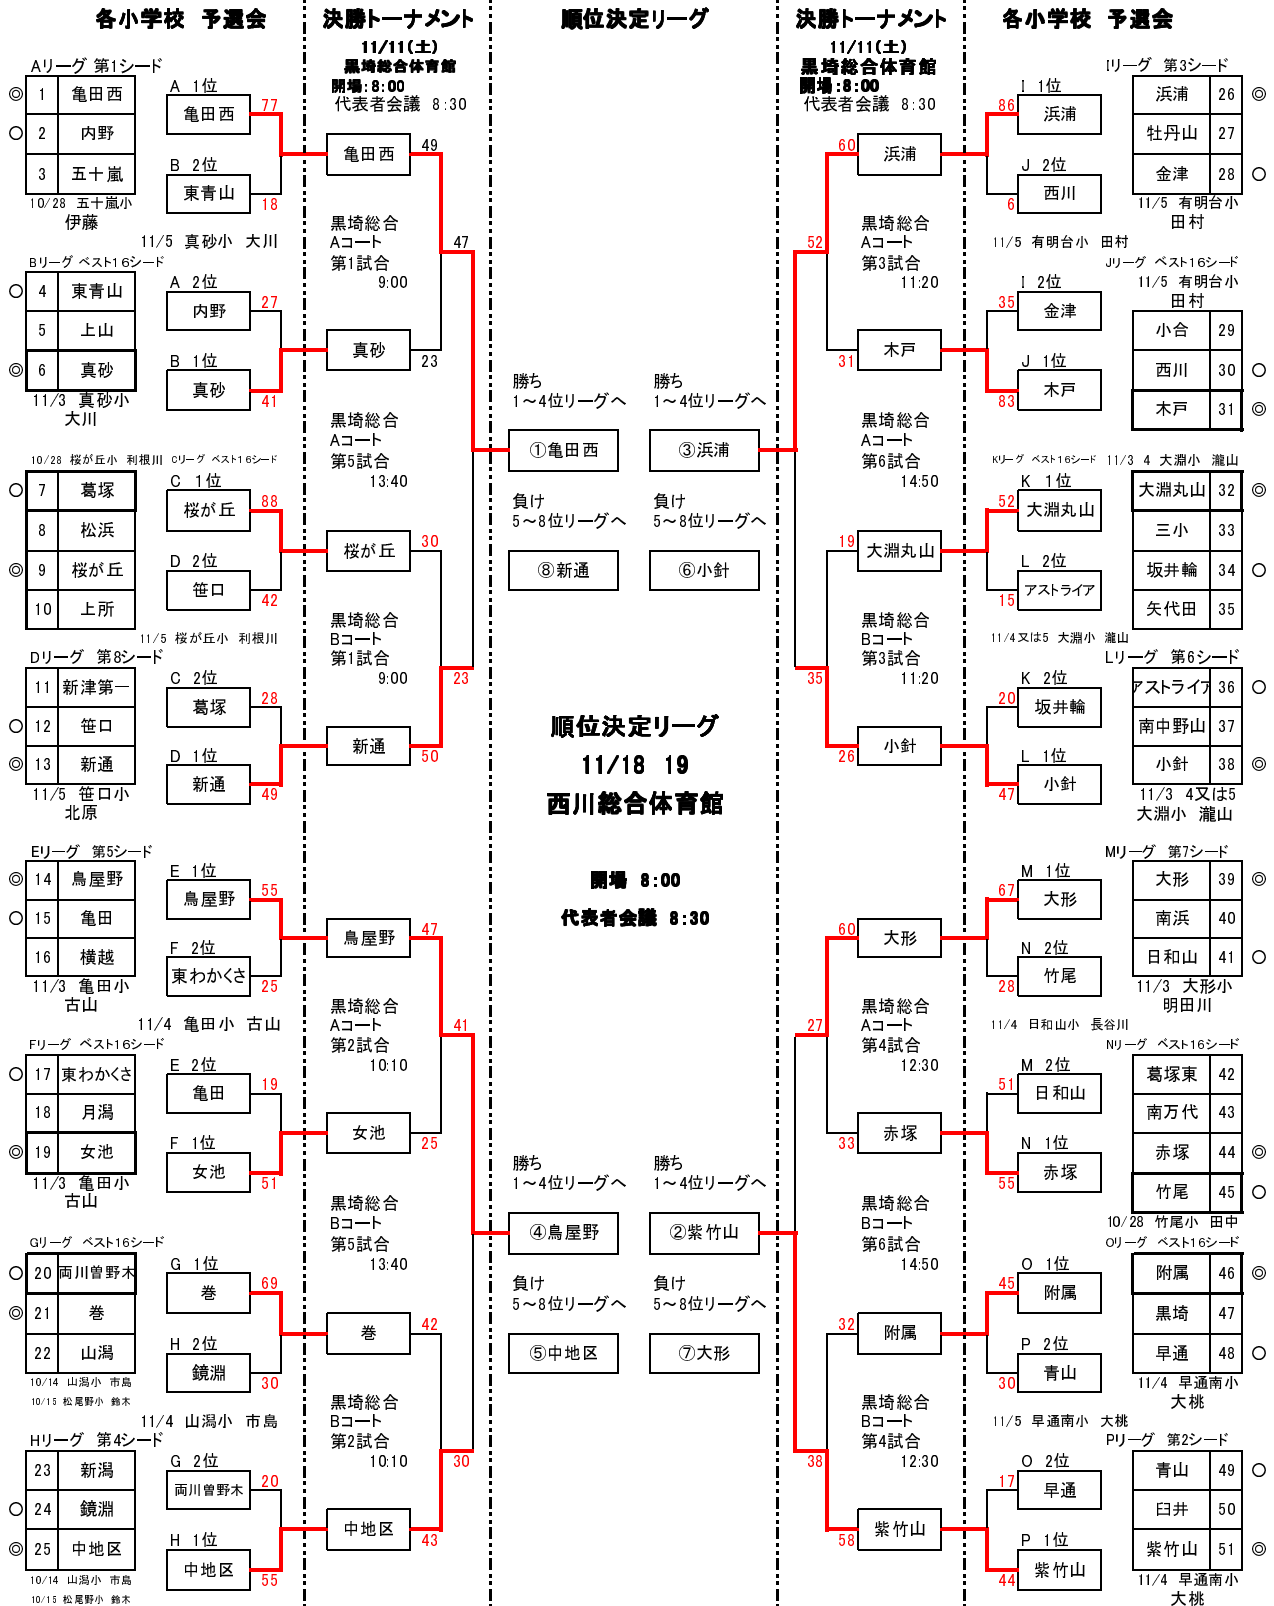 各小学校 予選会
決勝トーナメント
順位決定リーグ
決勝トーナメント
各小学校 予選会
11/11(土)
黒埼総合体育館
開場:8:00
代表者会議 8:30
11/11(土)
黒埼総合体育館
開場:8:00
代表者会議 8:30
Aリーグ 第1シード
◎ 1 亀田西
○ 2 内野
3 五十嵐
10/28 五十嵐小
伊藤
A 1位
亀田西 77
B 2位
東青山 18
11/5 真砂小 大川
Bリーグ ベスト16シード
○ 4 東青山
5 上山
◎ 6 真砂
11/3 真砂小
大川
A 2位
内野 27
B 1位
真砂 41
10/28 桜が丘小 利根川 Cリーグ ベスト16シード
○ 7 葛塚
8 松浜
◎ 9 桜が丘
10 上所
C 1位
桜が丘 88
D 2位
笹口 42
11/5 桜が丘小 利根川
Dリーグ 第8シード
11 新津第一
○ 12 笹口
◎ 13 新通
11/5 笹口小
北原
C 2位
葛塚 28
D 1位
新通 49
Eリーグ 第5シード
◎ 14 鳥屋野
○ 15 亀田
16 横越
11/3 亀田小
古山
E 1位
鳥屋野 55
F 2位
東わかくさ 25
11/4 亀田小 古山
Fリーグ ベスト16シード
○ 17 東わかくさ
18 月潟
◎ 19 女池
11/3 亀田小
古山
E 2位
亀田 19
F 1位
女池 51
Gリーグ ベスト16シード
○ 20 両川曽野木
◎ 21 巻
22 山潟
10/14 山潟小 市島
10/15 松尾野小 鈴木
G 1位
巻 69
H 2位
鏡淵 30
11/4 山潟小 市島
Hリーグ 第4シード
23 新潟
○ 24 鏡淵
◎ 25 中地区
10/14 山潟小 市島
10/15 松尾野小 鈴木
G 2位
両川曽野木 20
H 1位
中地区 55
亀田西 49
黒埼総合
Aコート
第1試合
9:00
47
真砂 23
黒埼総合
Aコート
第5試合
13:40
桜が丘 30
黒埼総合
Bコート
第1試合
9:00
23
新通 50
鳥屋野 47
黒埼総合
Aコート
第2試合
10:10
41
女池 25
黒埼総合
Bコート
第5試合
13:40
巻 42
黒埼総合
Bコート
第2試合
10:10
30
中地区 43
勝ち
1~4位リーグへ
①亀田西
負け
5~8位リーグへ
⑧新通
勝ち
1~4位リーグへ
③浜浦
負け
5~8位リーグへ
⑥小針
順位決定リーグ
11/18 19
西川総合体育館
開場 8:00
代表者会議 8:30
勝ち
1~4位リーグへ
④鳥屋野
負け
5~8位リーグへ
⑤中地区
勝ち
1~4位リーグへ
②紫竹山
負け
5~8位リーグへ
⑦大形
60 浜浦
黒埼総合
Aコート
第3試合
11:20
52
31 木戸
黒埼総合
Aコート
第6試合
14:50
19 大淵丸山
黒埼総合
Bコート
第3試合
11:20
35
26 小針
60 大形
黒埼総合
Aコート
第4試合
12:30
27
33 赤塚
黒埼総合
Bコート
第6試合
14:50
32 附属
黒埼総合
Bコート
第4試合
12:30
38
58 紫竹山
Iリーグ 第3シード
浜浦 26 ◎
牡丹山 27
金津 28 ○
11/5 有明台小
田村
I 1位
86 浜浦
J 2位
6 西川
11/5 有明台小 田村
Jリーグ ベスト16シード
11/5 有明台小
田村
小合 29
西川 30 ○
木戸 31 ◎
I 2位
35 金津
J 1位
83 木戸
Kリーグ ベスト16シード 11/3 4 大淵小 瀧山
大淵丸山 32 ◎
三小 33
坂井輪 34 ○
矢代田 35
K 1位
52 大淵丸山
L 2位
15 アストライア
11/4又は5 大淵小 瀧山
Lリーグ 第6シード
アストライア 36 ○
南中野山 37
小針 38 ◎
11/3 4又は5
大淵小 瀧山
K 2位
20 坂井輪
L 1位
47 小針
Mリーグ 第7シード
大形 39 ◎
南浜 40
日和山 41 ○
11/3 大形小
明田川
M 1位
67 大形
N 2位
28 竹尾
11/4 日和山小 長谷川
Nリーグ ベスト16シード
葛塚東 42
南万代 43
赤塚 44 ◎
竹尾 45 ○
10/28 竹尾小 田中
M 2位
51 日和山
N 1位
55 赤塚
Oリーグ ベスト16シード
附属 46 ◎
黒埼 47
早通 48 ○
11/4 早通南小
大桃
O 1位
45 附属
P 2位
30 青山
11/5 早通南小 大桃
Pリーグ 第2シード
青山 49 ○
臼井 50
紫竹山 51 ◎
11/4 早通南小
大桃
O 2位
17 早通
P 1位
44 紫竹山